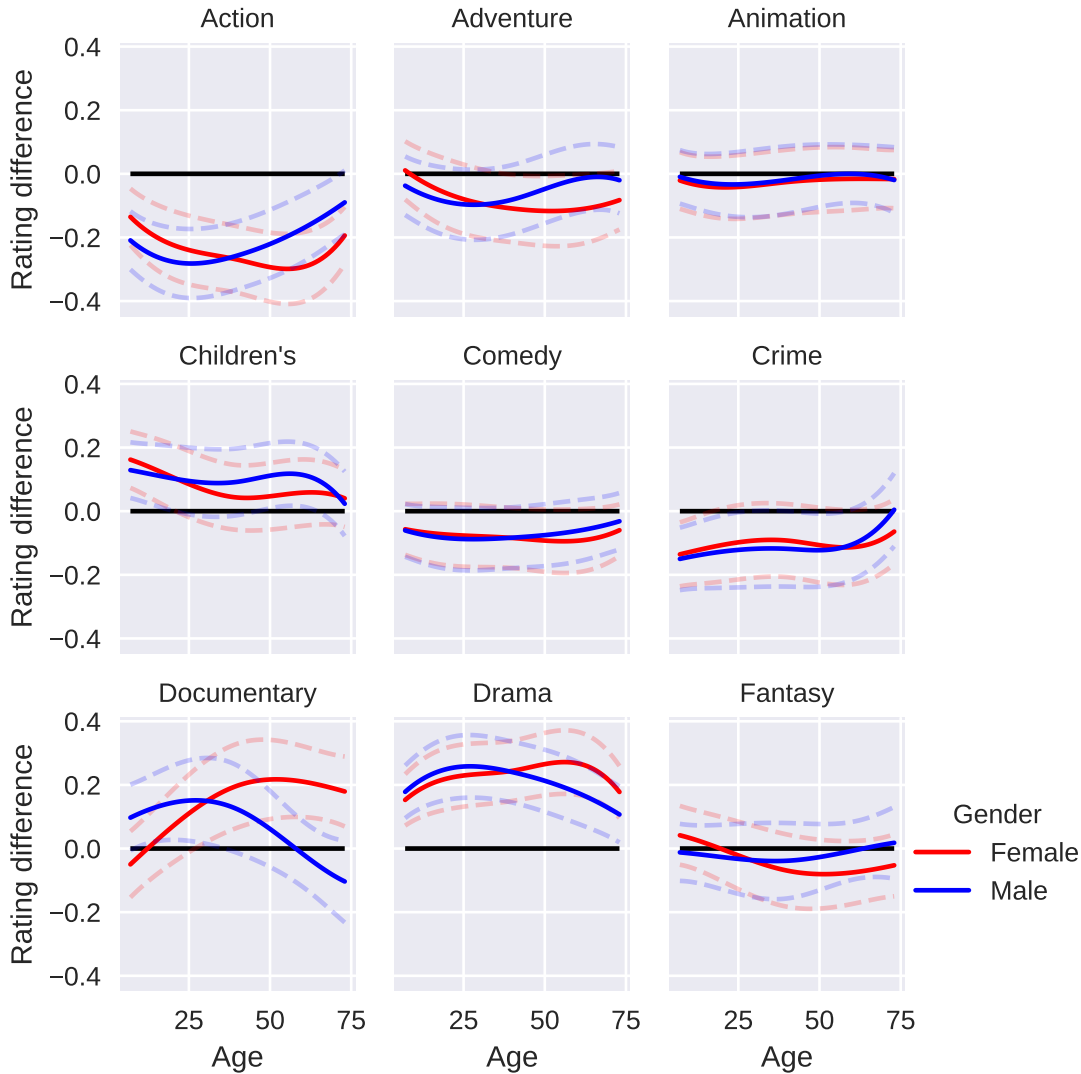 Action Adventure Animation
0.4
0.2
0.0
−0.2
−0.4
Rating difference
Children's Comedy Crime
0.4
0.2
0.0
−0.2
−0.4
Rating difference
Documentary Drama Fantasy
0.4
0.2
0.0
−0.2
−0.4
Rating difference
25 50 75 25 50 75 25 50 75
Age Age Age
Gender
Female
Male